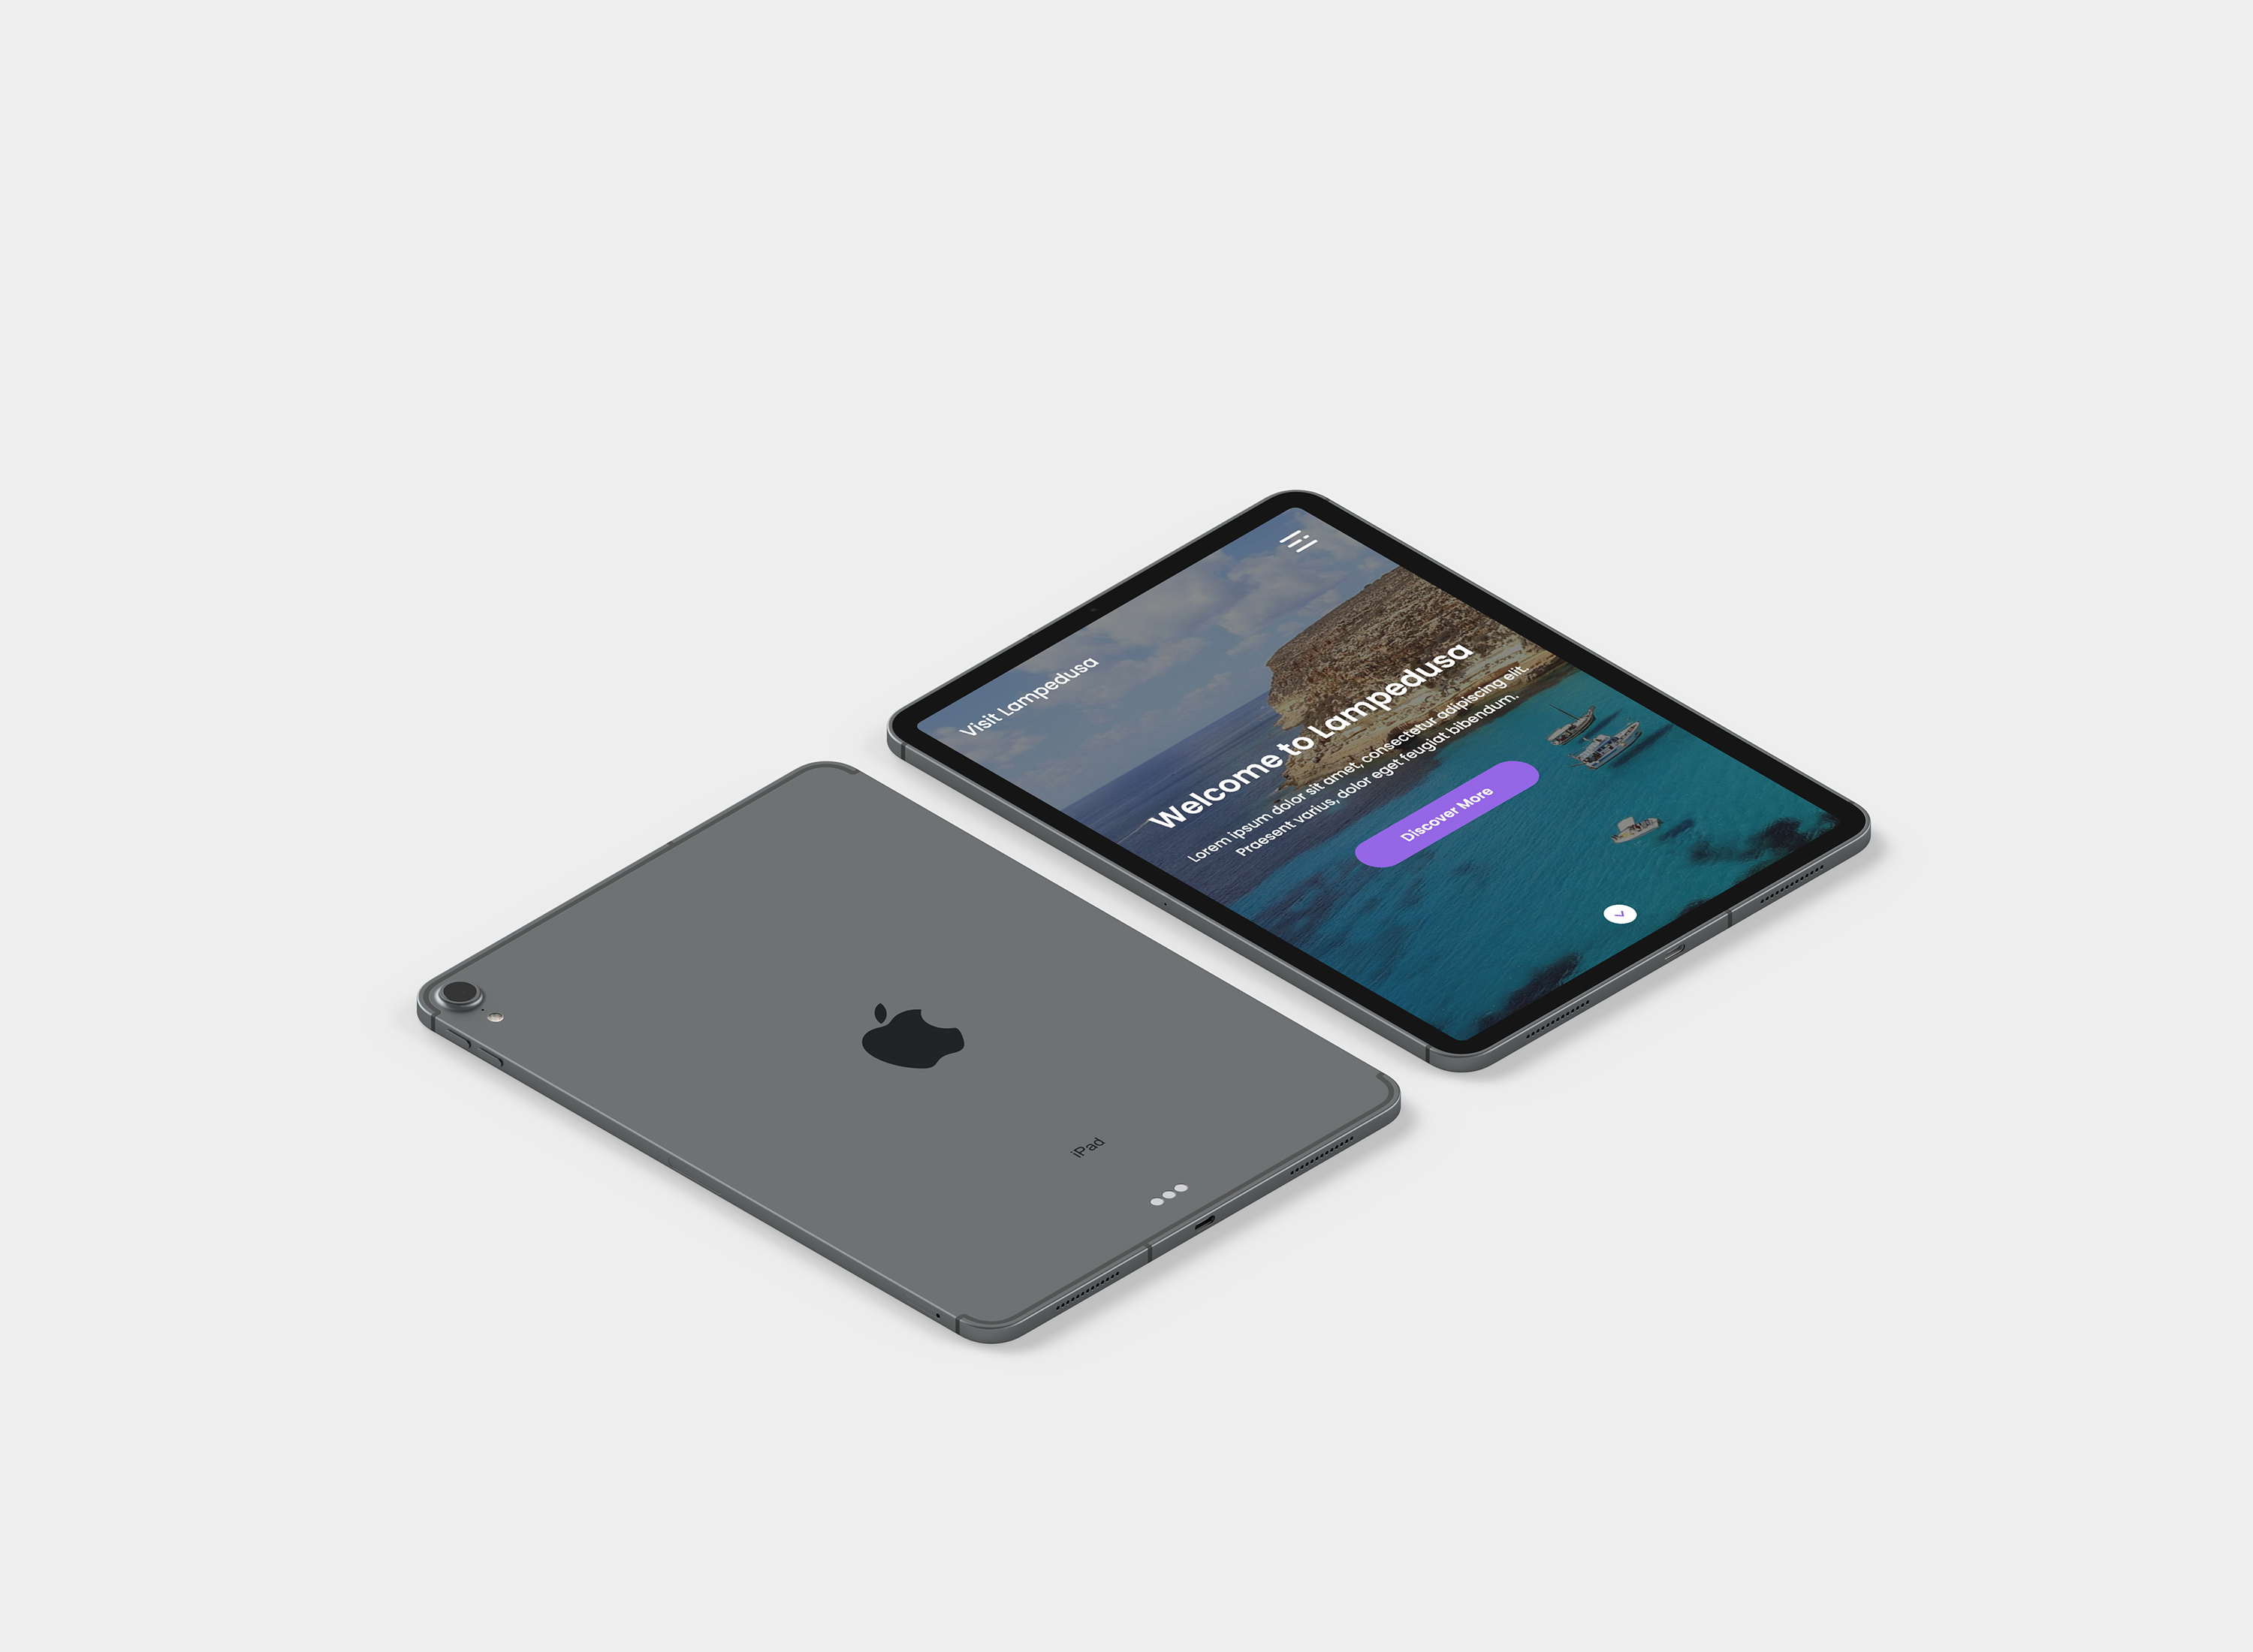 Visit Lampedusa
Welcome to Lampedusa
Lorem ipsum dolor sit amet, consectetur adipiscing elit.
Praesent varius, dolor eget feugiat bibendum.
Discover More
iPad